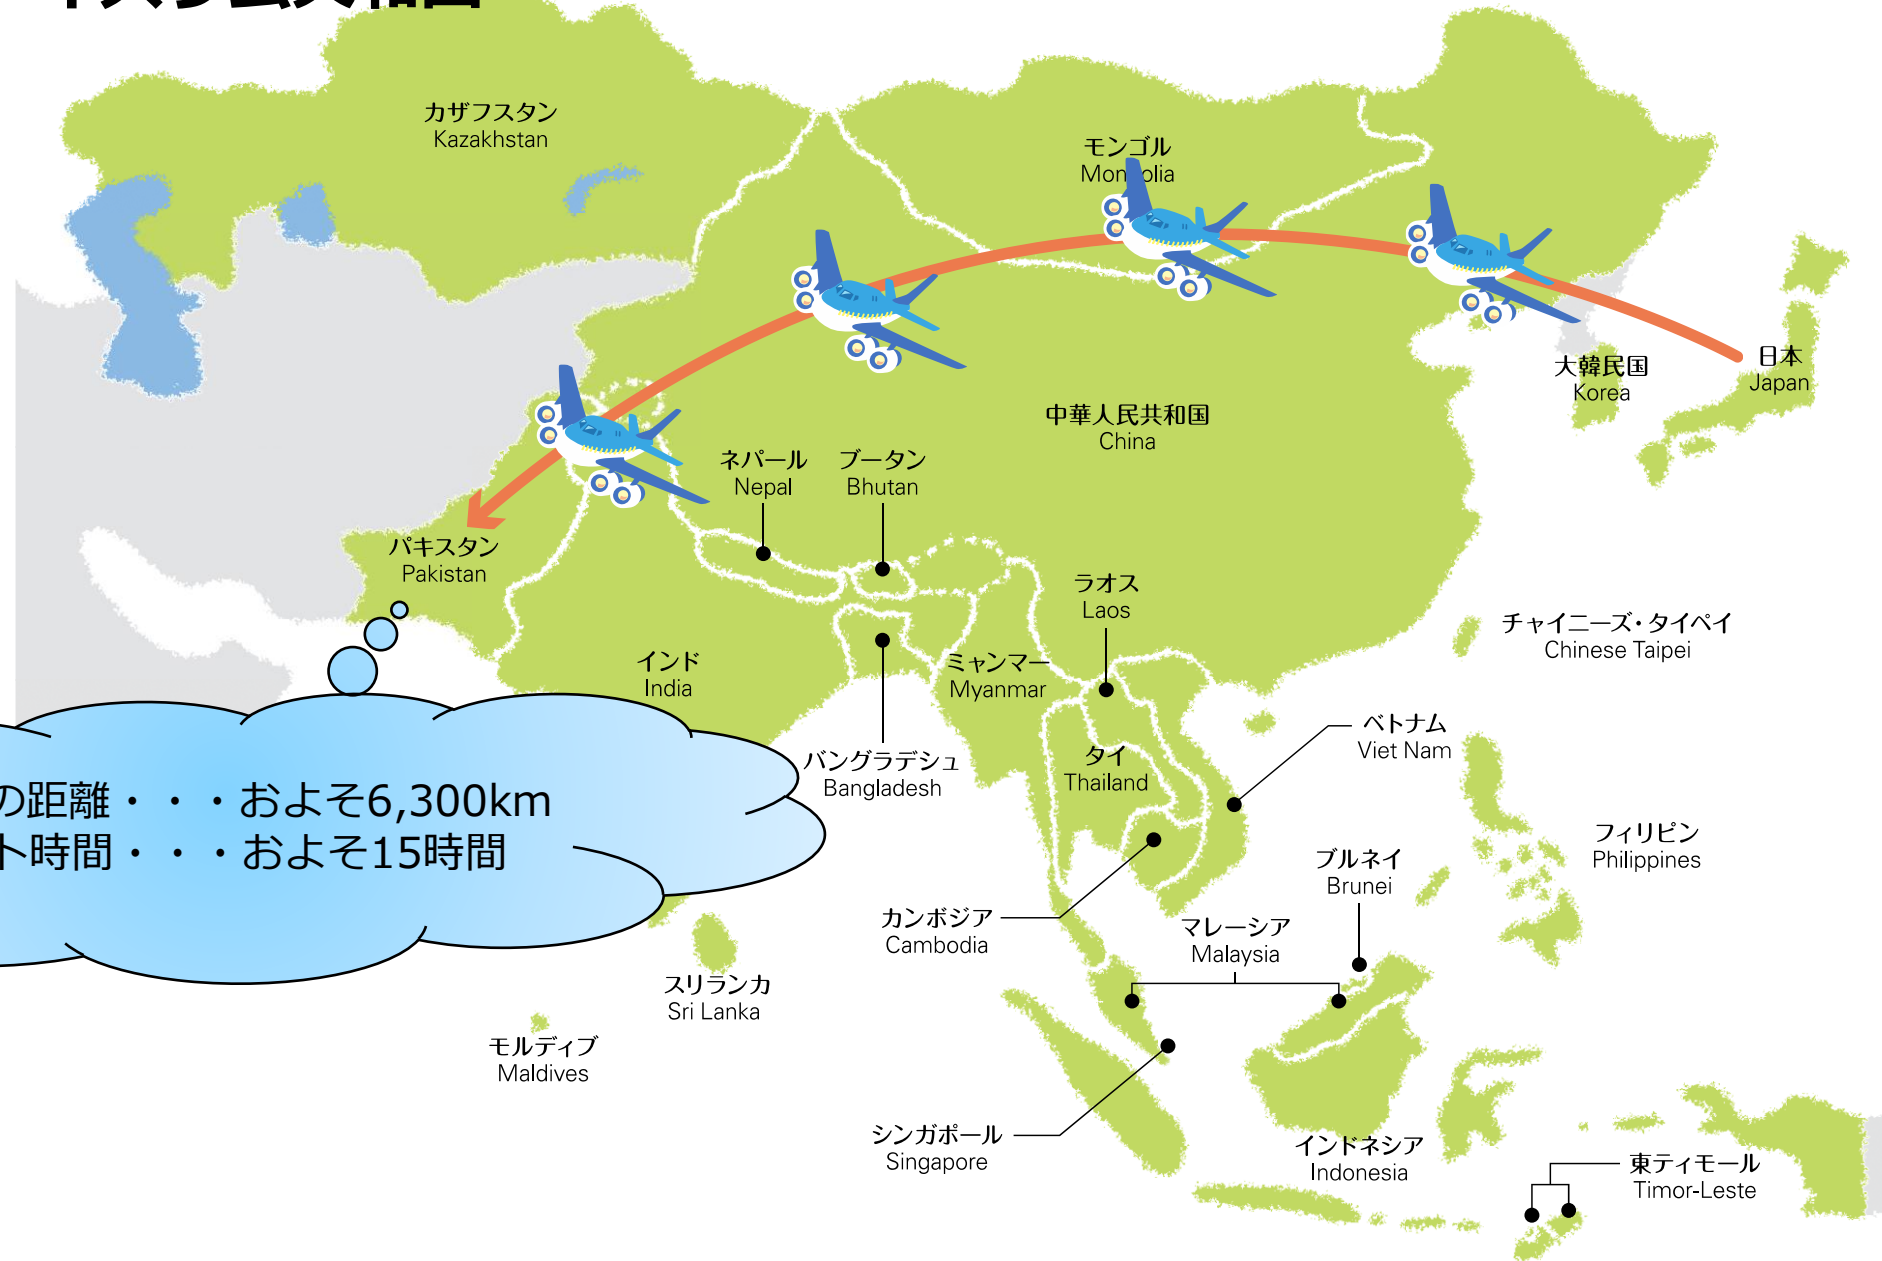 カザフスタン
Kazakhstan
モンゴル
Mongolia
日本
Japan
大韓民国
Korea
中華人民共和国
China
ネパール
Nepal
ブータン
Bhutan
パキスタン
Pakistan
ラオス
Laos
チャイニーズ・タイペイ
Chinese Taipei
インド
India
ミャンマー
Myanmar
ベトナム
Viet Nam
バングラデシュ
Bangladesh
タイ
Thailand
の距離・・・およそ6,300km
ト時間・・・およそ15時間
フィリピン
Philippines
ブルネイ
Brunei
カンボジア
Cambodia
マレーシア
Malaysia
スリランカ
Sri Lanka
モルディブ
Maldives
シンガポール
Singapore
インドネシア
Indonesia
東ティモール
Timor-Leste